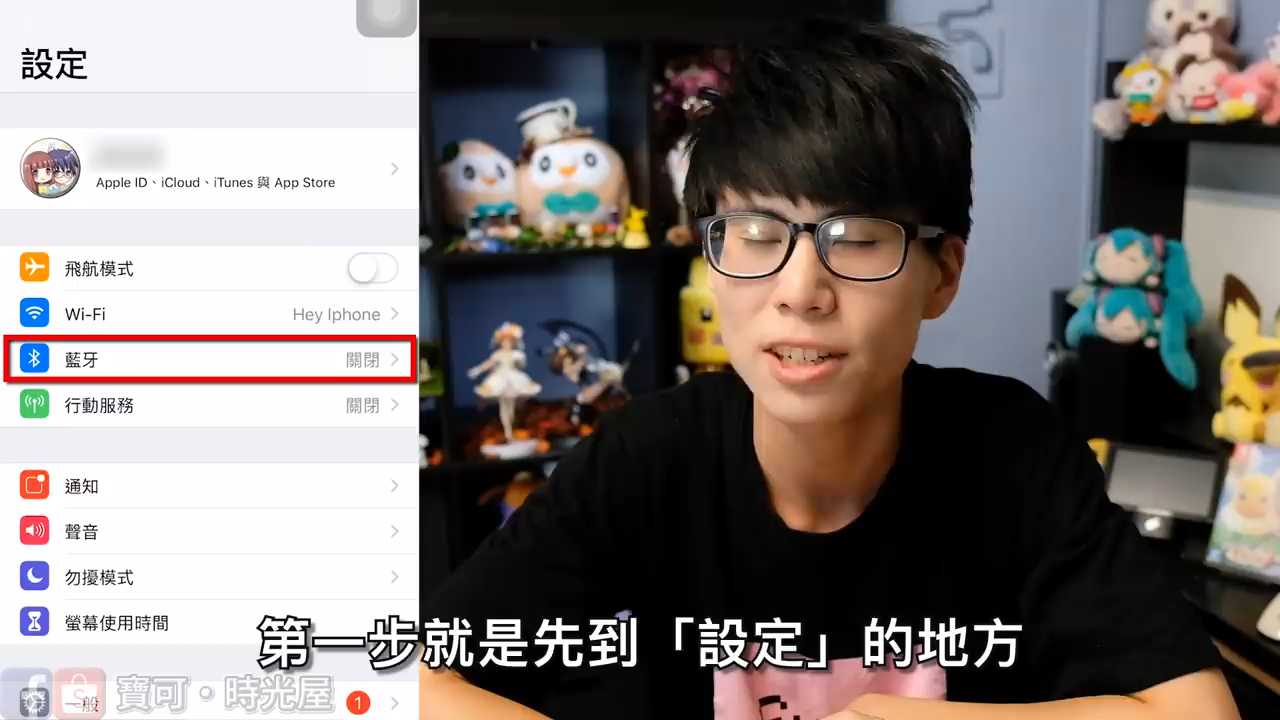 設定
Apple ID、iCloud、iTunes 與 App Store
飛航模式
Wi-Fi Hey Iphone
藍牙 關閉
行動服務 關閉
通知
聲音
勿擾模式
螢幕使用時間
第一步就是先到「設定」的地方
一般 1
寶可·時光屋